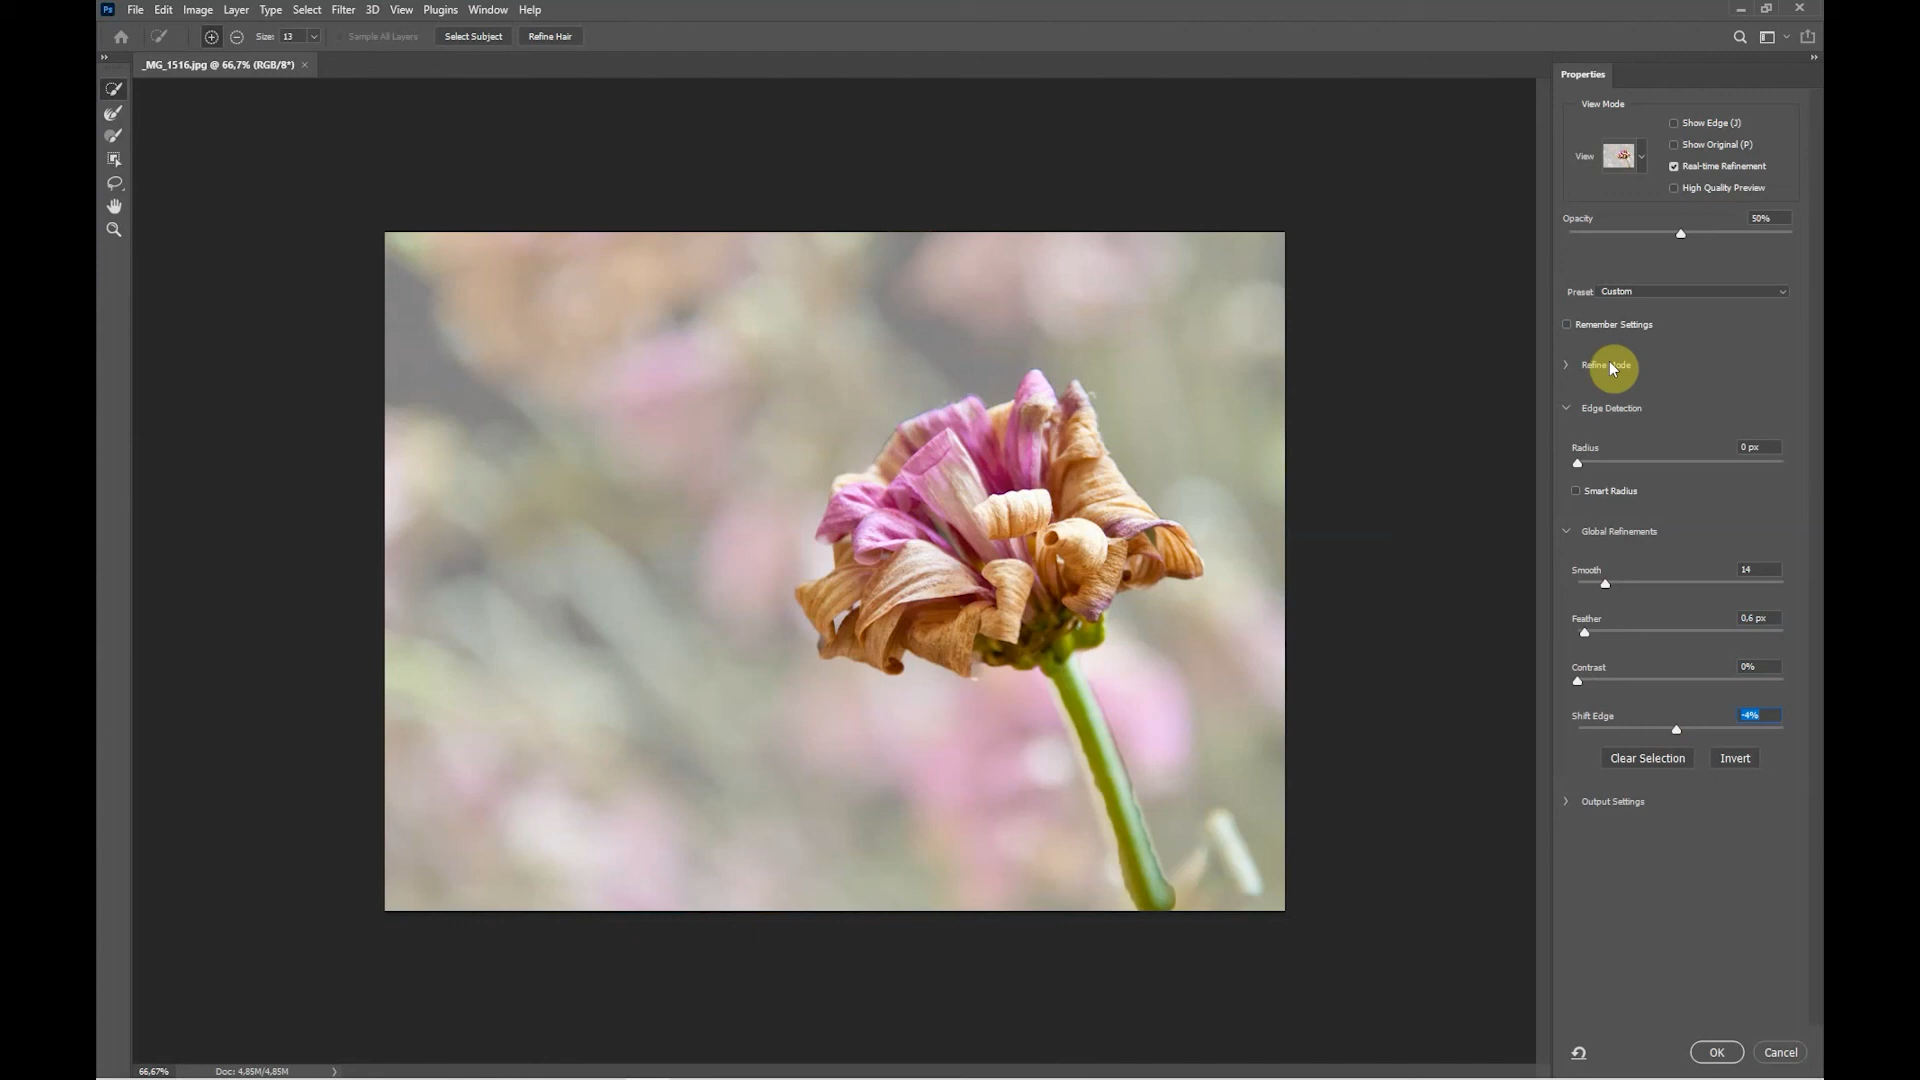 Ps File Edit Image Layer Type Select Filter 3D View Plugins Window Help
Size: 13 Sample All Layers Select Subject Refine Hair
_MG_1516.jpg @ 66,7% (RGB/8*) ×
Properties
View Mode
Show Edge (J)
Show Original (P)
View
Real-time Refinement
High Quality Preview
Opacity 50%
Preset Custom
Remember Settings
Refine Mode
Edge Detection
Radius 0 px
Smart Radius
Global Refinements
Smooth 14
Feather 0,6 px
Contrast 0%
Shift Edge -4%
Clear Selection Invert
Output Settings
OK Cancel
66,67% Doc: 4,85M/4,85M